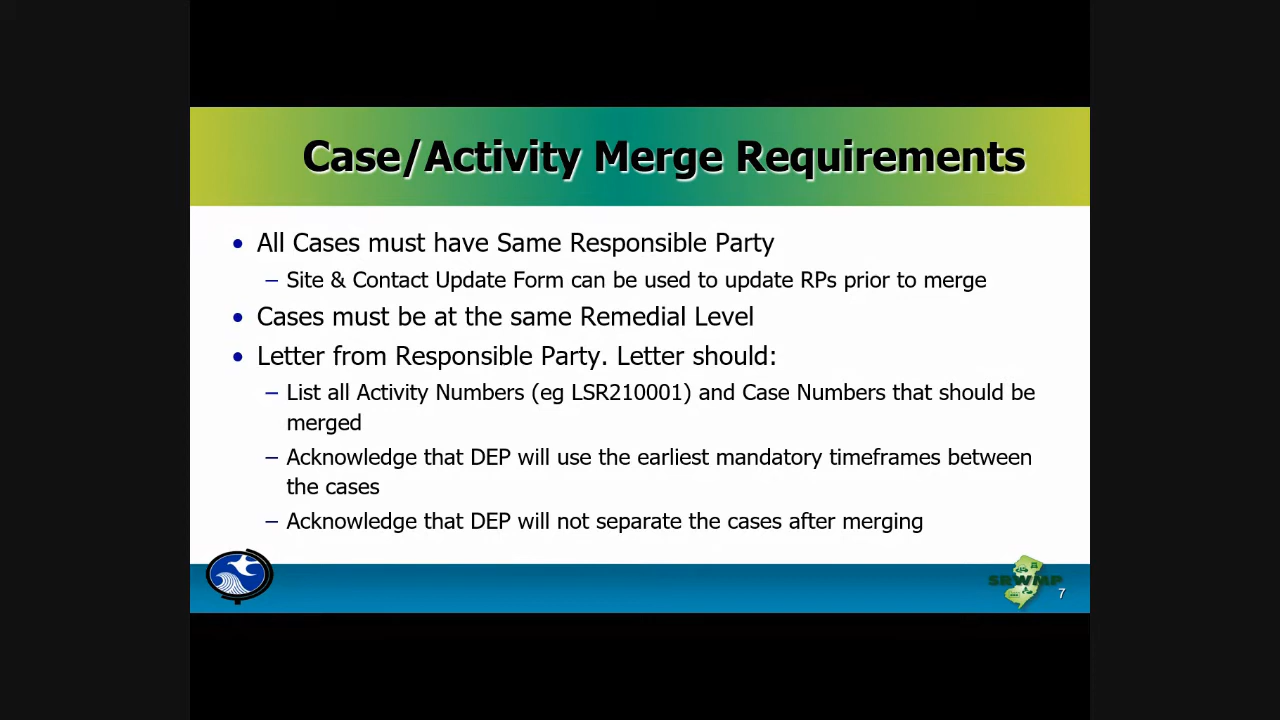 Case/Activity Merge Requirements
• All Cases must have Same Responsible Party
– Site & Contact Update Form can be used to update RPs prior to merge
• Cases must be at the same Remedial Level
• Letter from Responsible Party. Letter should:
– List all Activity Numbers (eg LSR210001) and Case Numbers that should be
merged
– Acknowledge that DEP will use the earliest mandatory timeframes between
the cases
– Acknowledge that DEP will not separate the cases after merging
SRWMP
7